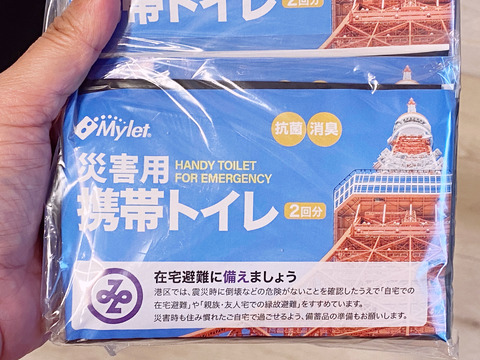 携帯トイレ 2回分
Mylet®
抗菌 消臭
災害用 HANDY TOILET
FOR EMERGENCY
携帯トイレ 2回分
在宅避難に備えましょう
港区では、震災時に倒壊などの危険がないことを確認したうえで「自宅での
在宅避難」や「親族・友人宅での縁故避難」をすすめています。
災害時も住み慣れたご自宅で過ごせるよう、備蓄品の準備もお願いします。